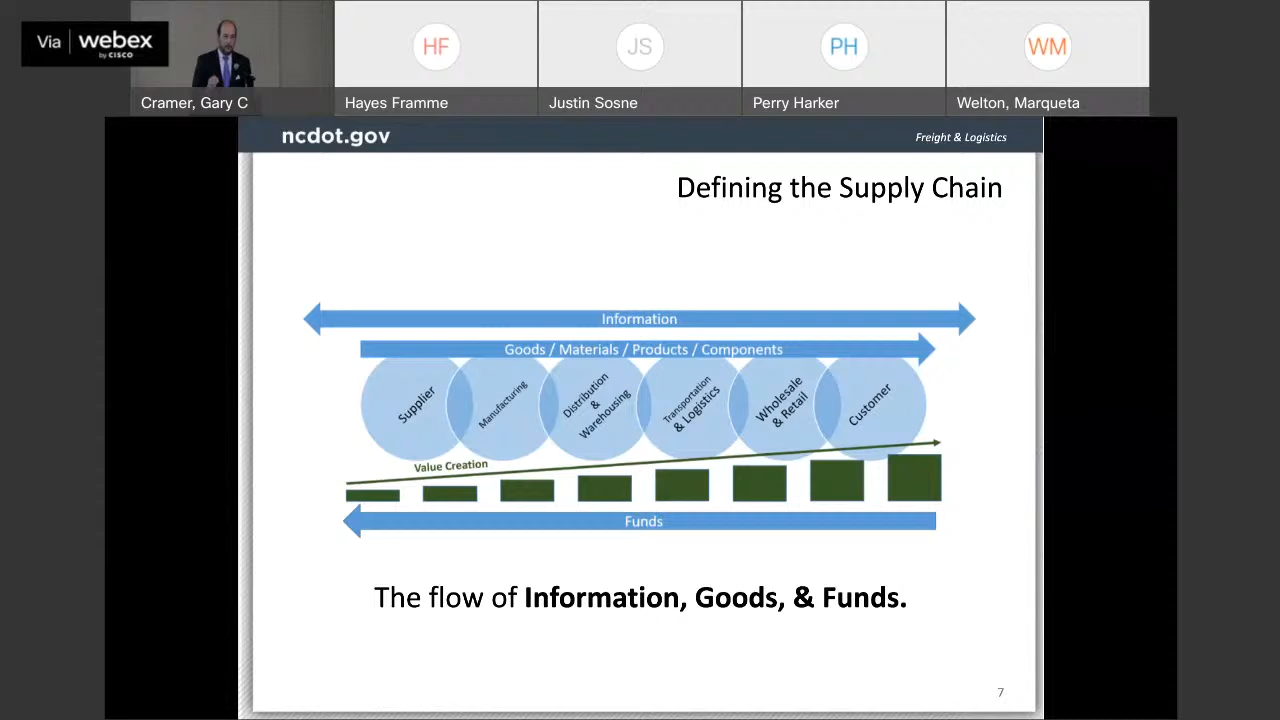 Via webex
by CISCO
HF
JS
PH
WM
Cramer, Gary C
Hayes Framme
Justin Sosne
Perry Harker
Welton, Marqueta
ncdot.gov
Freight & Logistics
Defining the Supply Chain
Information
Goods / Materials / Products / Components
Supplier
Manufacturing
Distribution
&
Warehousing
Transportation
& Logistics
Wholesale
& Retail
Customer
Value Creation
Funds
The flow of Information, Goods, & Funds.
7